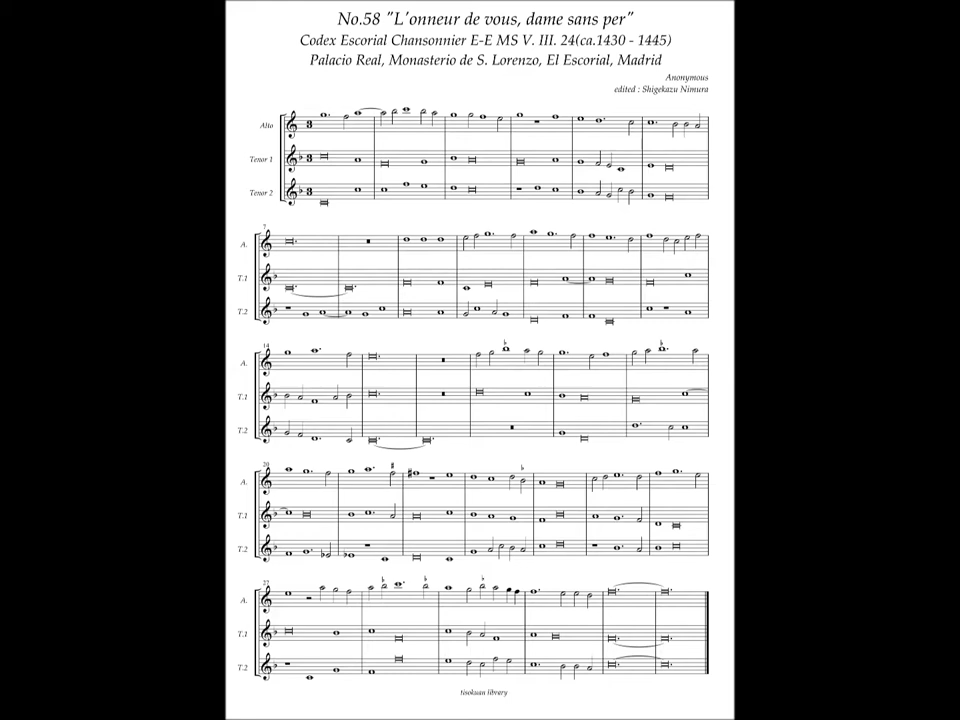 No.58 "L'onneur de vous, dame sans per"
Codex Escorial Chansonnier E-E MS V. III. 24(ca.1430 - 1445)
Palacio Real, Monasterio de S. Lorenzo, El Escorial, Madrid
Anonymous
edited : Shigekazu Nimura
Alto
Tenor 1
Tenor 2
7
A.
T.1
T.2
14
A.
T.1
T.2
20
A.
T.1
T.2
27
A.
T.1
T.2
tisokuan library